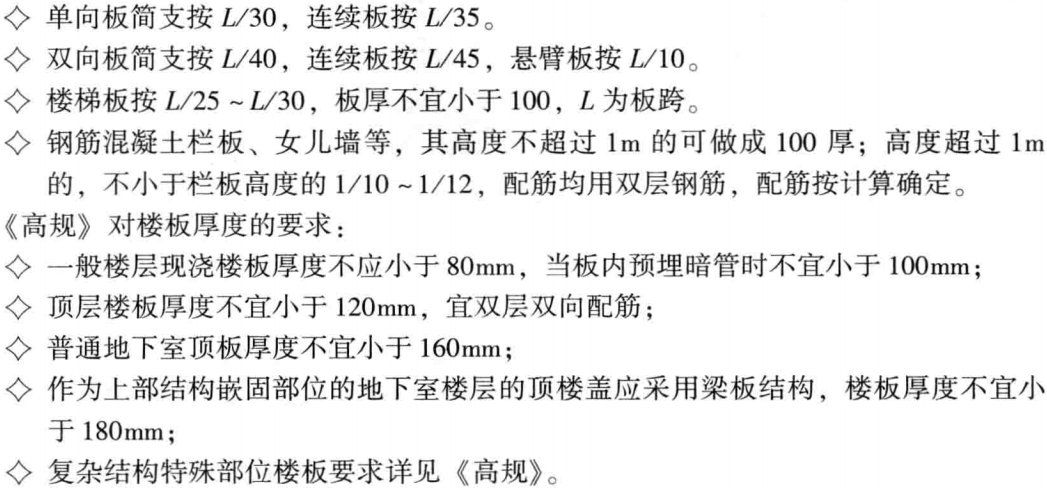 ◇ 单向板简支按 L/30，连续板按 L/35。
◇ 双向板简支按 L/40，连续板按 L/45，悬臂板按 L/10。
◇ 楼梯板按 L/25 ~ L/30，板厚不宜小于 100，L 为板跨。
◇ 钢筋混凝土栏板、女儿墙等，其高度不超过 1m 的可做成 100 厚；高度超过 1m
的，不小于栏板高度的 1/10 ~ 1/12，配筋均用双层钢筋，配筋按计算确定。
《高规》对楼板厚度的要求：
◇ 一般楼层现浇楼板厚度不应小于 80mm，当板内预埋暗管时不宜小于 100mm；
◇ 顶层楼板厚度不宜小于 120mm，宜双层双向配筋；
◇ 普通地下室顶板厚度不宜小于 160mm；
◇ 作为上部结构嵌固部位的地下室楼层的顶楼盖应采用梁板结构，楼板厚度不宜小
于 180mm；
◇ 复杂结构特殊部位楼板要求详见《高规》。